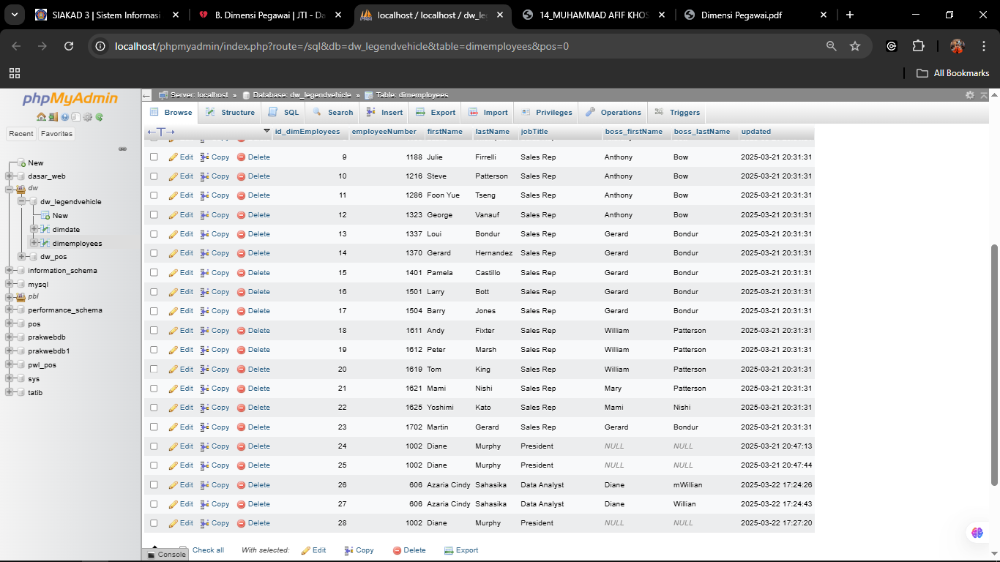 SIAKAD 3 | Sistem Informasi
B. Dimensi Pegawai | JTI - Da
localhost / localhost / dw_leg
14_MUHAMMAD AFIF KHOS
Dimensi Pegawai.pdf
localhost/phpmyadmin/index.php?route=/sql&db=dw_legendvehicle&table=dimemployees&pos=0
All Bookmarks
phpMyAdmin
Recent Favorites
New
dasar_web
dw
dw_legendvehicle
New
dimdate
dimemployees
dw_pos
information_schema
mysql
pbl
performance_schema
pos
prakwebdb
prakwebdb1
pwl_pos
sys
tatib
Server: localhost » Database: dw_legendvehicle » Table: dimemployees
Browse Structure SQL Search Insert Export Import Privileges Operations Triggers
id_dimEmployees employeeNumber firstName lastName jobTitle boss_firstName boss_lastName updated
Edit Copy Delete 9 1188 Julie Firrelli Sales Rep Anthony Bow 2025-03-21 20:31:31
Edit Copy Delete 10 1216 Steve Patterson Sales Rep Anthony Bow 2025-03-21 20:31:31
Edit Copy Delete 11 1286 Foon Yue Tseng Sales Rep Anthony Bow 2025-03-21 20:31:31
Edit Copy Delete 12 1323 George Vanauf Sales Rep Anthony Bow 2025-03-21 20:31:31
Edit Copy Delete 13 1337 Loui Bondur Sales Rep Gerard Bondur 2025-03-21 20:31:31
Edit Copy Delete 14 1370 Gerard Hernandez Sales Rep Gerard Bondur 2025-03-21 20:31:31
Edit Copy Delete 15 1401 Pamela Castillo Sales Rep Gerard Bondur 2025-03-21 20:31:31
Edit Copy Delete 16 1501 Larry Bott Sales Rep Gerard Bondur 2025-03-21 20:31:31
Edit Copy Delete 17 1504 Barry Jones Sales Rep Gerard Bondur 2025-03-21 20:31:31
Edit Copy Delete 18 1611 Andy Fixter Sales Rep William Patterson 2025-03-21 20:31:31
Edit Copy Delete 19 1612 Peter Marsh Sales Rep William Patterson 2025-03-21 20:31:31
Edit Copy Delete 20 1619 Tom King Sales Rep William Patterson 2025-03-21 20:31:31
Edit Copy Delete 21 1621 Mami Nishi Sales Rep Mary Patterson 2025-03-21 20:31:31
Edit Copy Delete 22 1625 Yoshimi Kato Sales Rep Mami Nishi 2025-03-21 20:31:31
Edit Copy Delete 23 1702 Martin Gerard Sales Rep Gerard Bondur 2025-03-21 20:31:31
Edit Copy Delete 24 1002 Diane Murphy President NULL NULL 2025-03-21 20:47:13
Edit Copy Delete 25 1002 Diane Murphy President NULL NULL 2025-03-21 20:47:44
Edit Copy Delete 26 606 Azaria Cindy Sahasika Data Analyst Diane mWillian 2025-03-22 17:24:26
Edit Copy Delete 27 606 Azaria Cindy Sahasika Data Analyst Diane Willian 2025-03-22 17:24:43
Edit Copy Delete 28 1002 Diane Murphy President NULL NULL 2025-03-22 17:27:20
Check all With selected: Edit Copy Delete Export
Console